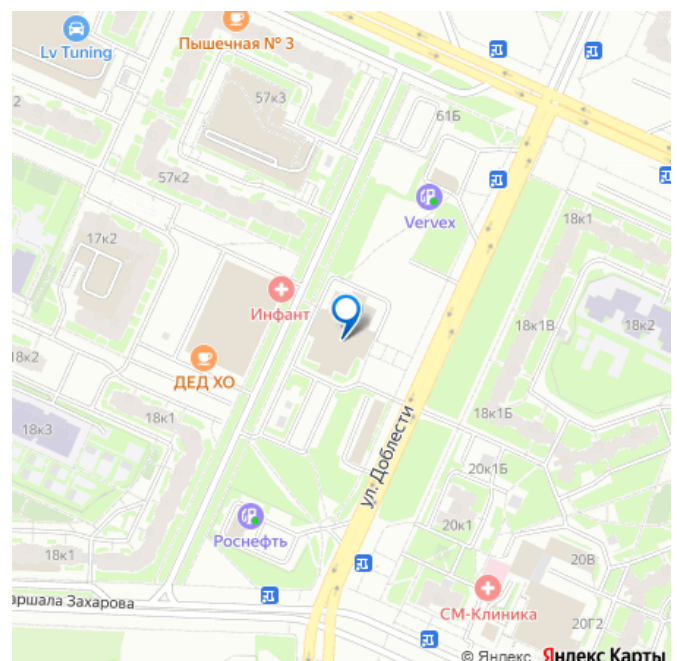 Lv Tuning
Пышечная № 3
57к3
2
61Б
57к2
Vervex
18к1
17к2
Инфант
18к1В
18к2
18к2
ДЕД ХО
18к1
18к1Б
18к3
ул. Доблести
20к1Б
Роснефть
20к1
18к1
20В
аршала Захарова
СМ-Клиника
20Г2
© Яндекс Яндекс Карты